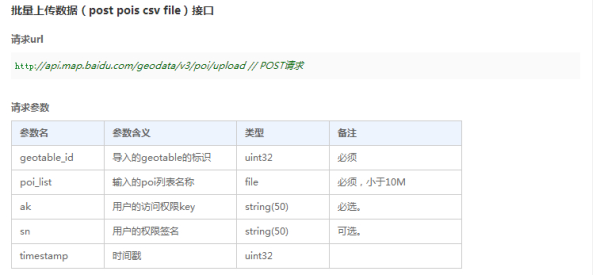 批量上传数据（post pois csv file）接口
请求url
http://api.map.baidu.com/geodata/v3/poi/upload // POST请求
请求参数
参数名 参数含义 类型 备注
geotable_id 导入的geotable的标识 uint32 必须
poi_list 输入的poi列表名称 file 必须，小于10M
ak 用户的访问权限key string(50) 必选。
sn 用户的权限签名 string(50) 可选。
timestamp 时间戳 uint32